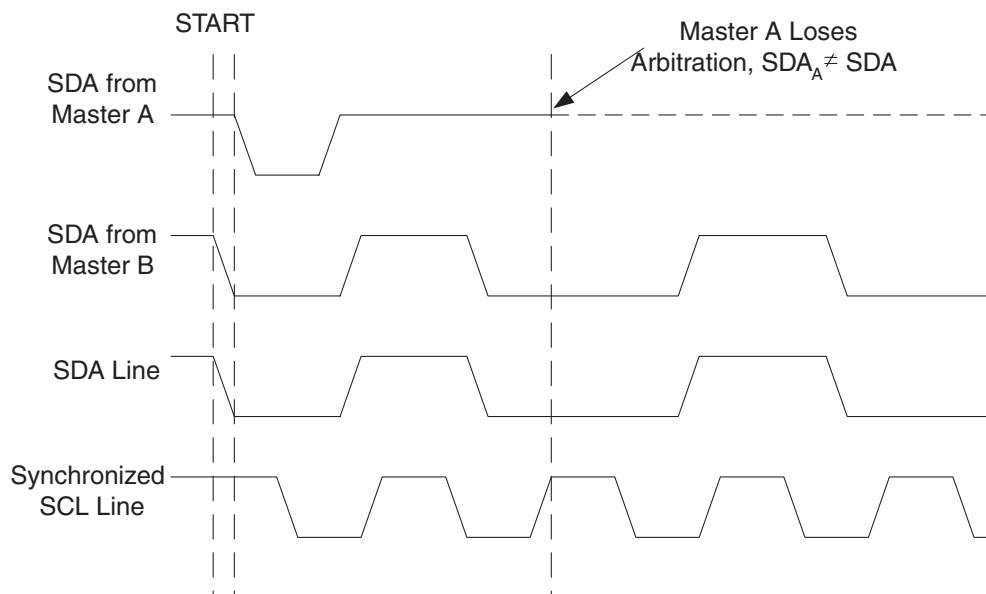 START
Master A Loses
Arbitration, SDA_A ≠ SDA
SDA from
Master A
SDA from
Master B
SDA Line
Synchronized
SCL Line